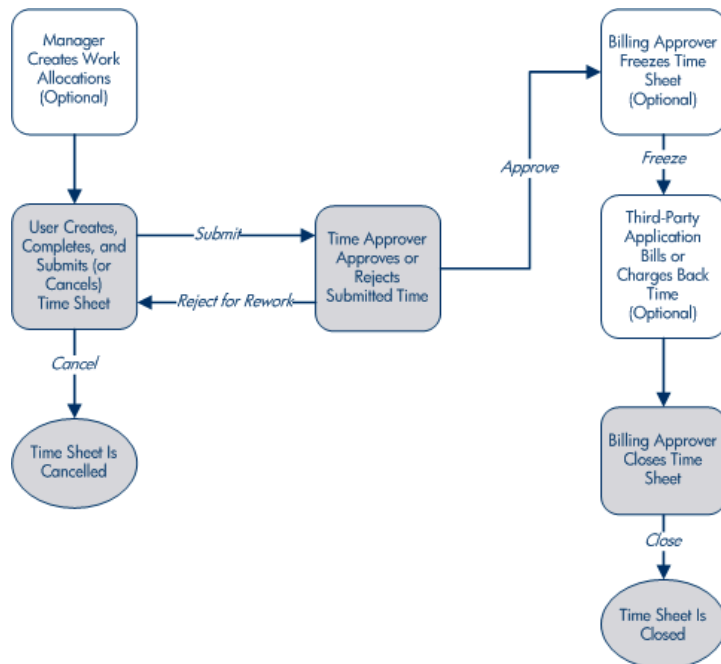 Manager
Creates Work
Allocations
(Optional)
Billing Approver
Freezes Time
Sheet
(Optional)
Approve
Freeze
User Creates,
Completes, and
Submits (or
Cancels)
Time Sheet
Submit
Reject for Rework
Time Approver
Approves or
Rejects
Submitted Time
Third-Party
Application
Bills or
Charges Back
Time
(Optional)
Cancel
Time Sheet Is
Cancelled
Billing Approver
Closes Time
Sheet
Close
Time Sheet Is
Closed